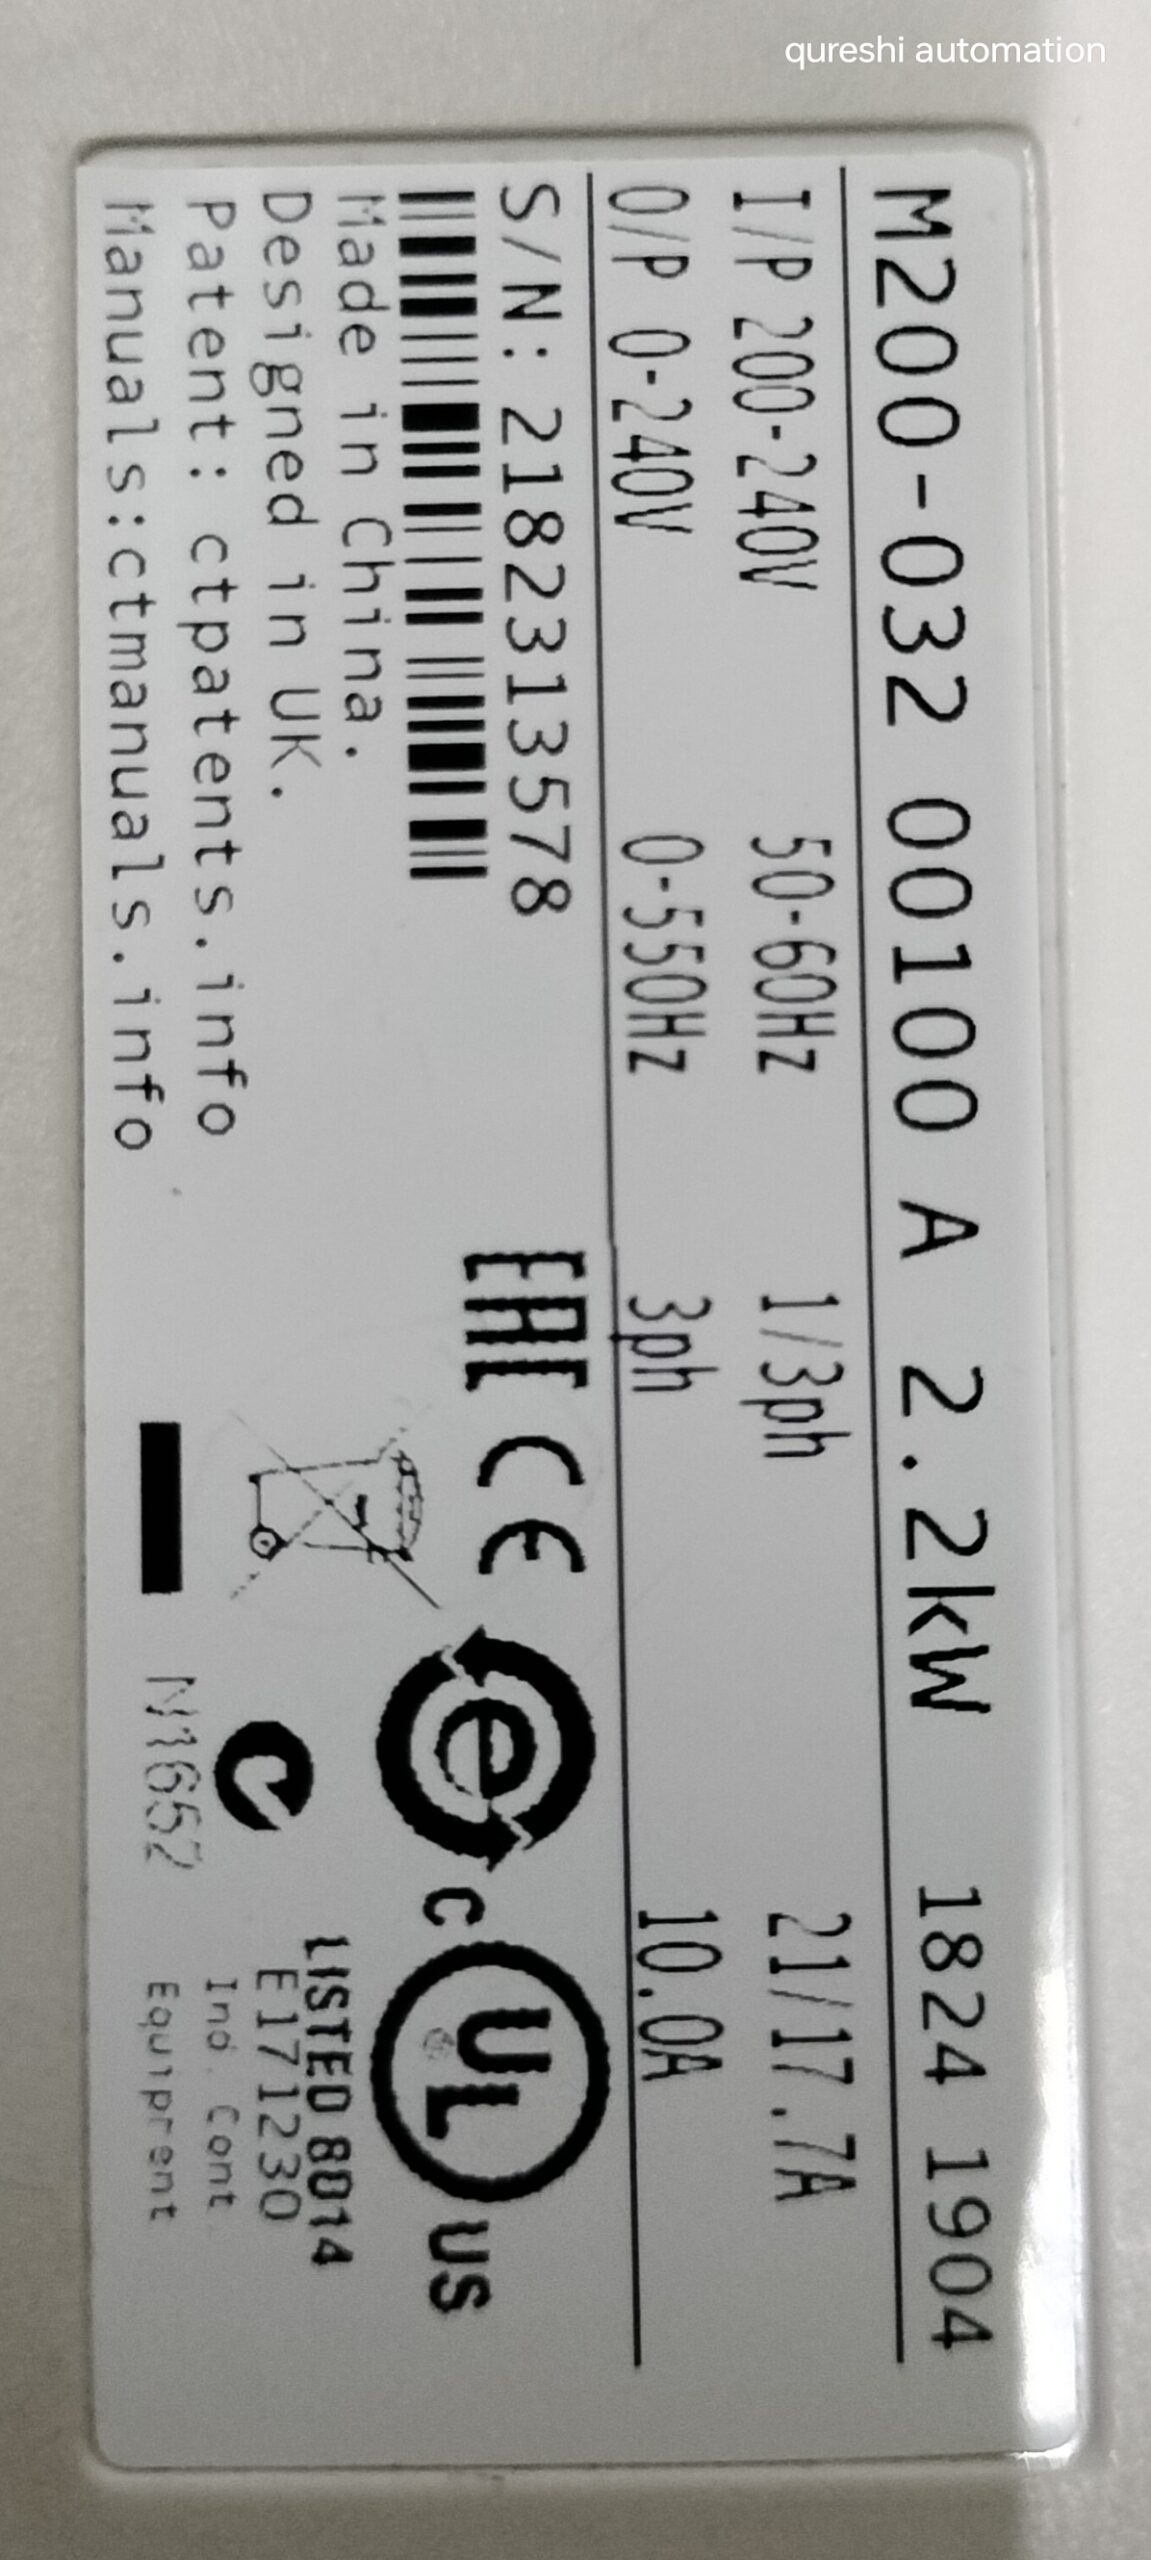 qureshi automation
M200-032 00100 A 2.2kW 1824 1904
I/P 200-240V 50-60Hz 1/3ph 21/17.7A
O/P 0-240V 0-550Hz 3ph 10.0A
S/N: 2182313578
Made in China.
Designed in UK.
Patent: ctpatents.info
Manuals:ctmanuals.info
EAC CE
e
c UL US
LISTED 8014
E171230
Ind. Cont
Equipment
N1652